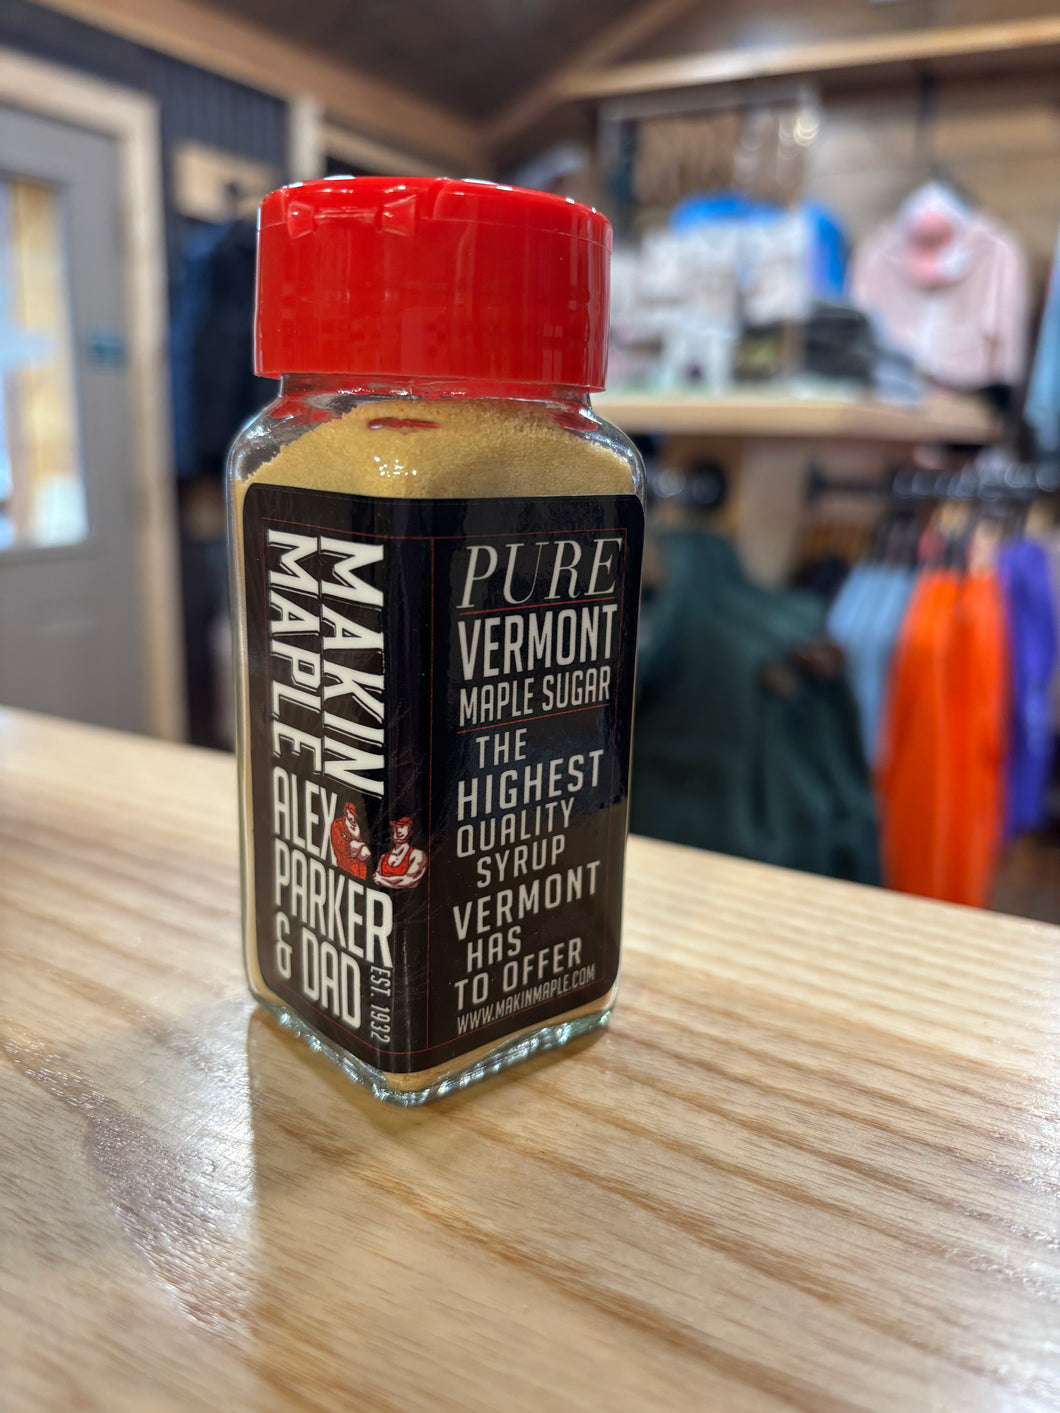 MAKIN
MAPLE
ALEX
PARKER
& DAD
EST. 1932
PURE
VERMONT
MAPLE SUGAR
THE
HIGHEST
QUALITY
SYRUP
VERMONT
HAS
TO OFFER
WWW.MAKINMAPLE.COM